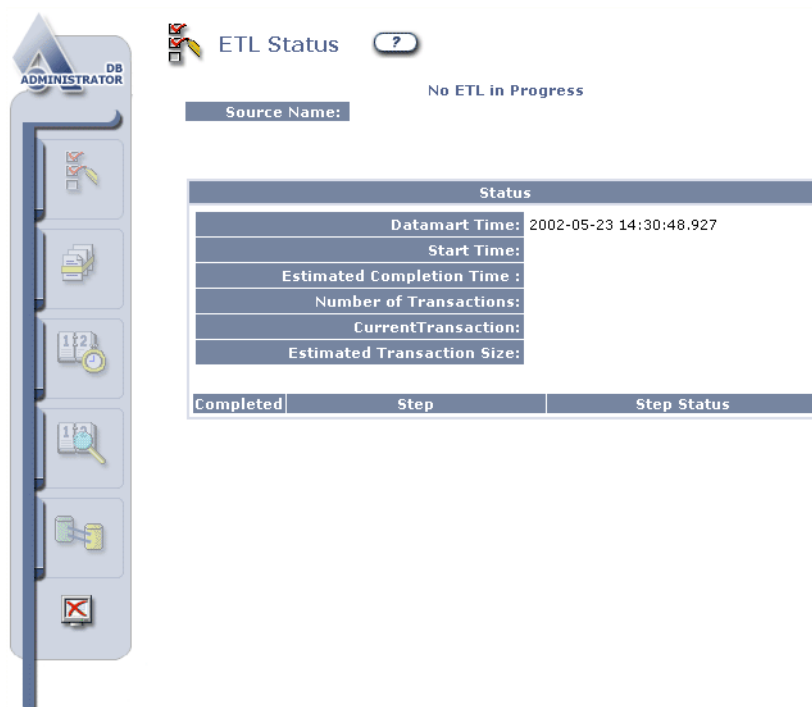 DB
ADMINISTRATOR
ETL Status ?
No ETL in Progress
Source Name:
Status
Datamart Time: 2002-05-23 14:30:48.927
Start Time:
Estimated Completion Time :
Number of Transactions:
CurrentTransaction:
Estimated Transaction Size:
Completed Step Step Status